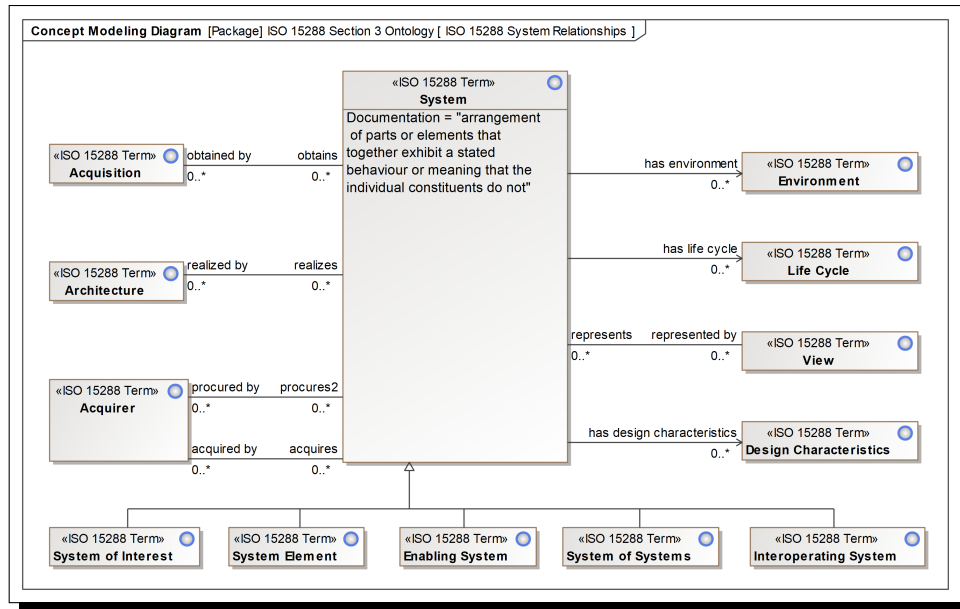 Concept Modeling Diagram [Package] ISO 15288 Section 3 Ontology [ ISO 15288 System Relationships ]
«ISO 15288 Term»
System
Documentation = "arrangement
of parts or elements that
together exhibit a stated
behaviour or meaning that the
individual constituents do not"
«ISO 15288 Term»
Acquisition
obtained by
obtains
0..*
0..*
«ISO 15288 Term»
Architecture
realized by
realizes
0..*
0..*
«ISO 15288 Term»
Acquirer
procured by
procures2
0..*
0..*
acquired by
acquires
0..*
0..*
has environment
0..*
«ISO 15288 Term»
Environment
has life cycle
0..*
«ISO 15288 Term»
Life Cycle
represents
represented by
0..*
0..*
«ISO 15288 Term»
View
has design characteristics
0..*
«ISO 15288 Term»
Design Characteristics
«ISO 15288 Term»
System of Interest
«ISO 15288 Term»
System Element
«ISO 15288 Term»
Enabling System
«ISO 15288 Term»
System of Systems
«ISO 15288 Term»
Interoperating System